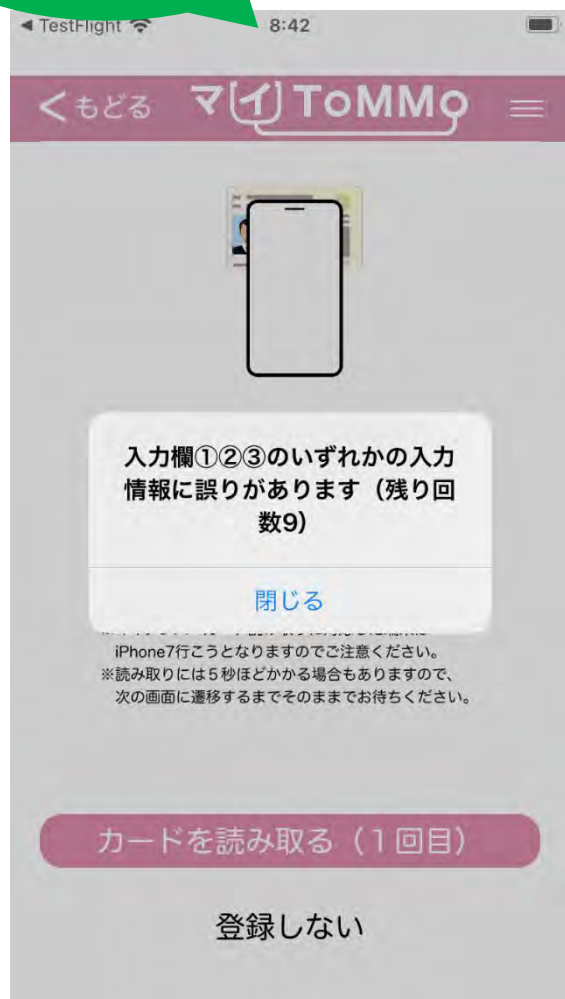 ◀ TestFlight 8:42
<もどる マイToMMo
入力欄①②③のいずれかの入力
情報に誤りがあります（残り回
数9）
閉じる
iPhone7行こうとなりますのでご注意ください。
※読み取りには５秒ほどかかる場合もありますので、
次の画面に遷移するまでそのままでお待ちください。
カードを読み取る（１回目）
登録しない